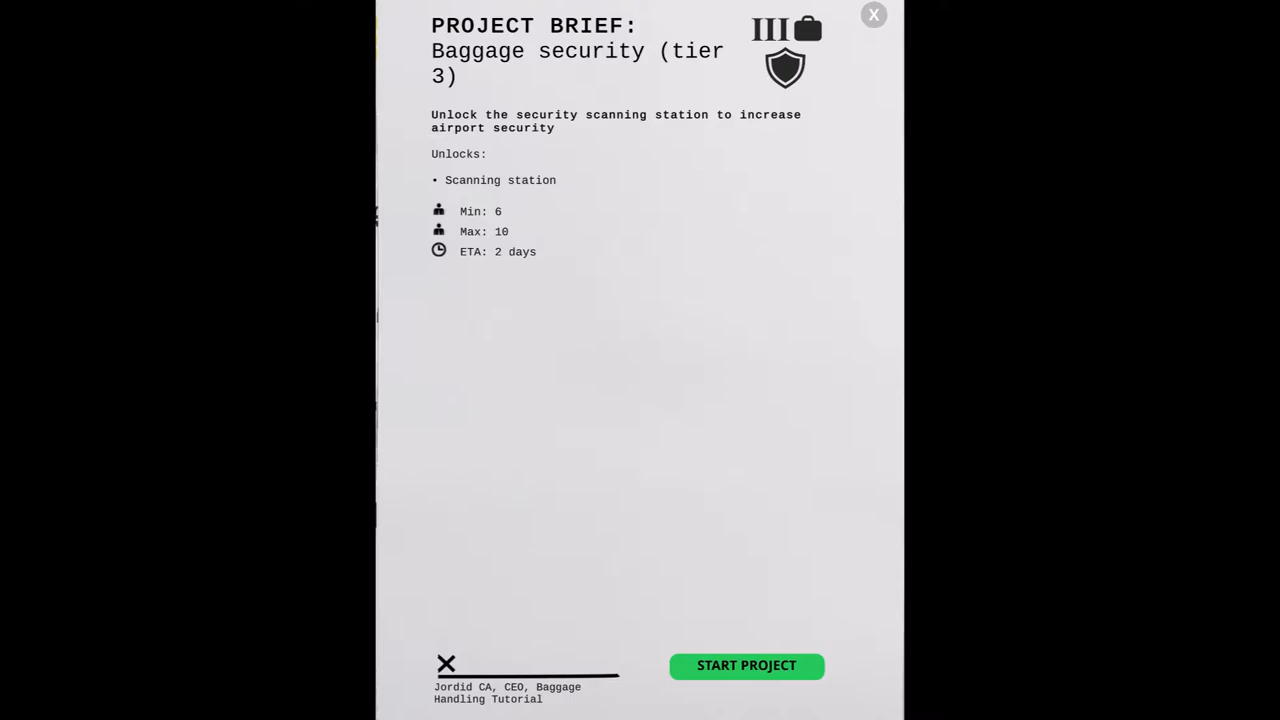 PROJECT BRIEF:
Baggage security (tier
3)
III
X
Unlock the security scanning station to increase
airport security
Unlocks:
• Scanning station
Min: 6
Max: 10
ETA: 2 days
START PROJECT
Jordid CA, CEO, Baggage
Handling Tutorial